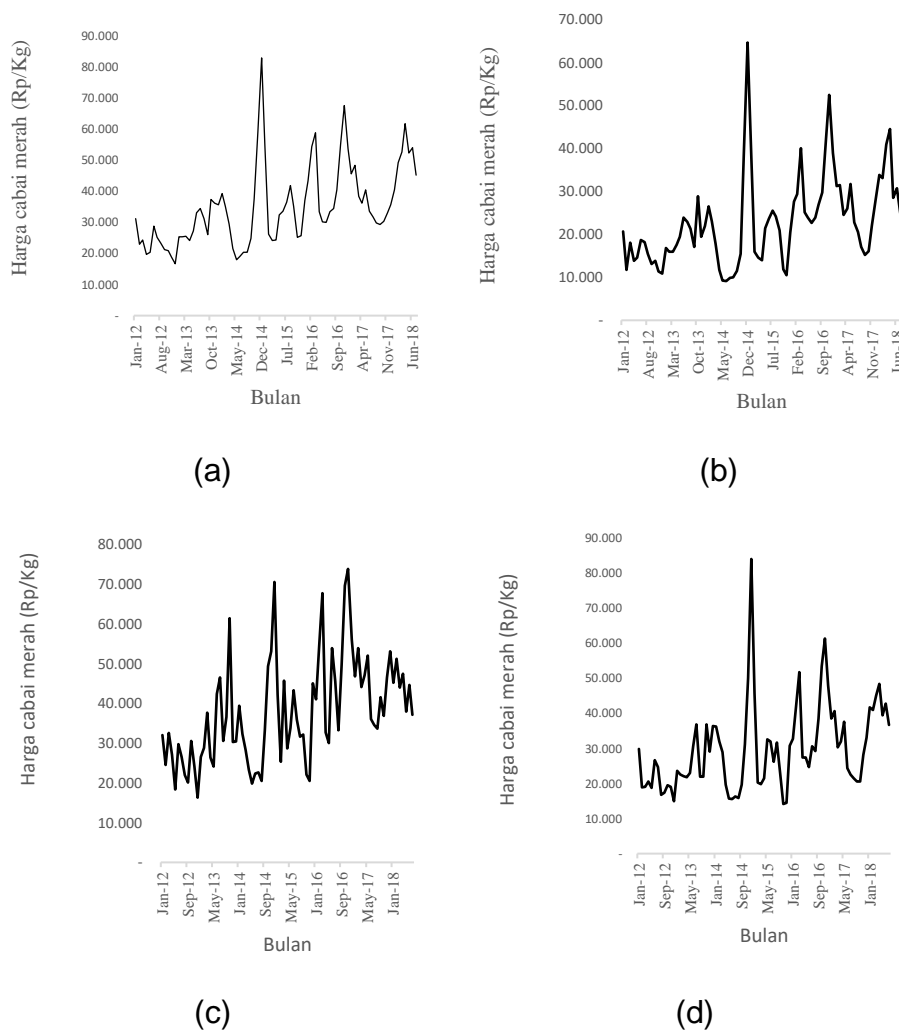 Harga cabai merah (Rp/Kg)
90.000
80.000
70.000
60.000
50.000
40.000
30.000
20.000
10.000
-
Jan-12
Aug-12
Mar-13
Oct-13
May-14
Dec-14
Jul-15
Feb-16
Sep-16
Apr-17
Nov-17
Jun-18
Bulan
(a)
Harga cabai merah (Rp/Kg)
70.000
60.000
50.000
40.000
30.000
20.000
10.000
-
Jan-12
Aug-12
Mar-13
Oct-13
May-14
Dec-14
Jul-15
Feb-16
Sep-16
Apr-17
Nov-17
Jun-18
Bulan
(b)
Harga cabai merah (Rp/Kg)
80.000
70.000
60.000
50.000
40.000
30.000
20.000
10.000
-
Jan-12
Sep-12
May-13
Jan-14
Sep-14
May-15
Jan-16
Sep-16
May-17
Jan-18
Bulan
(c)
Harga cabai merah (Rp/Kg)
90.000
80.000
70.000
60.000
50.000
40.000
30.000
20.000
10.000
-
Jan-12
Sep-12
May-13
Jan-14
Sep-14
May-15
Jan-16
Sep-16
May-17
Jan-18
Bulan
(d)